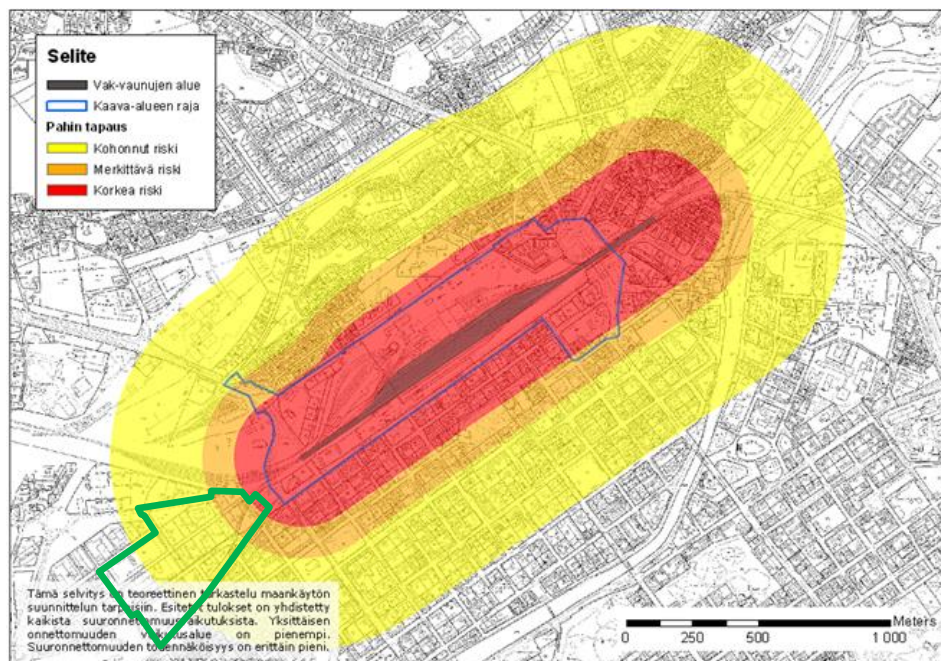 Selite
Vak-vaunujen alue
Kaava-alueen raja
Pahin tapaus
Kohonnut riski
Merkittävä riski
Korkea riski
Tämä selvitys on teoreettinen tarkastelu maankäytön
suunnittelun tarpeisiin. Esitetyt tulokset on yhdistetty
kaikista suuronnettomuusvaikutuksista. Yksittäisen
onnettomuuden vaikutusalue on pienempi.
Suuronnettomuuden todennäköisyys on erittäin pieni.
Meters
0 250 500 1 000